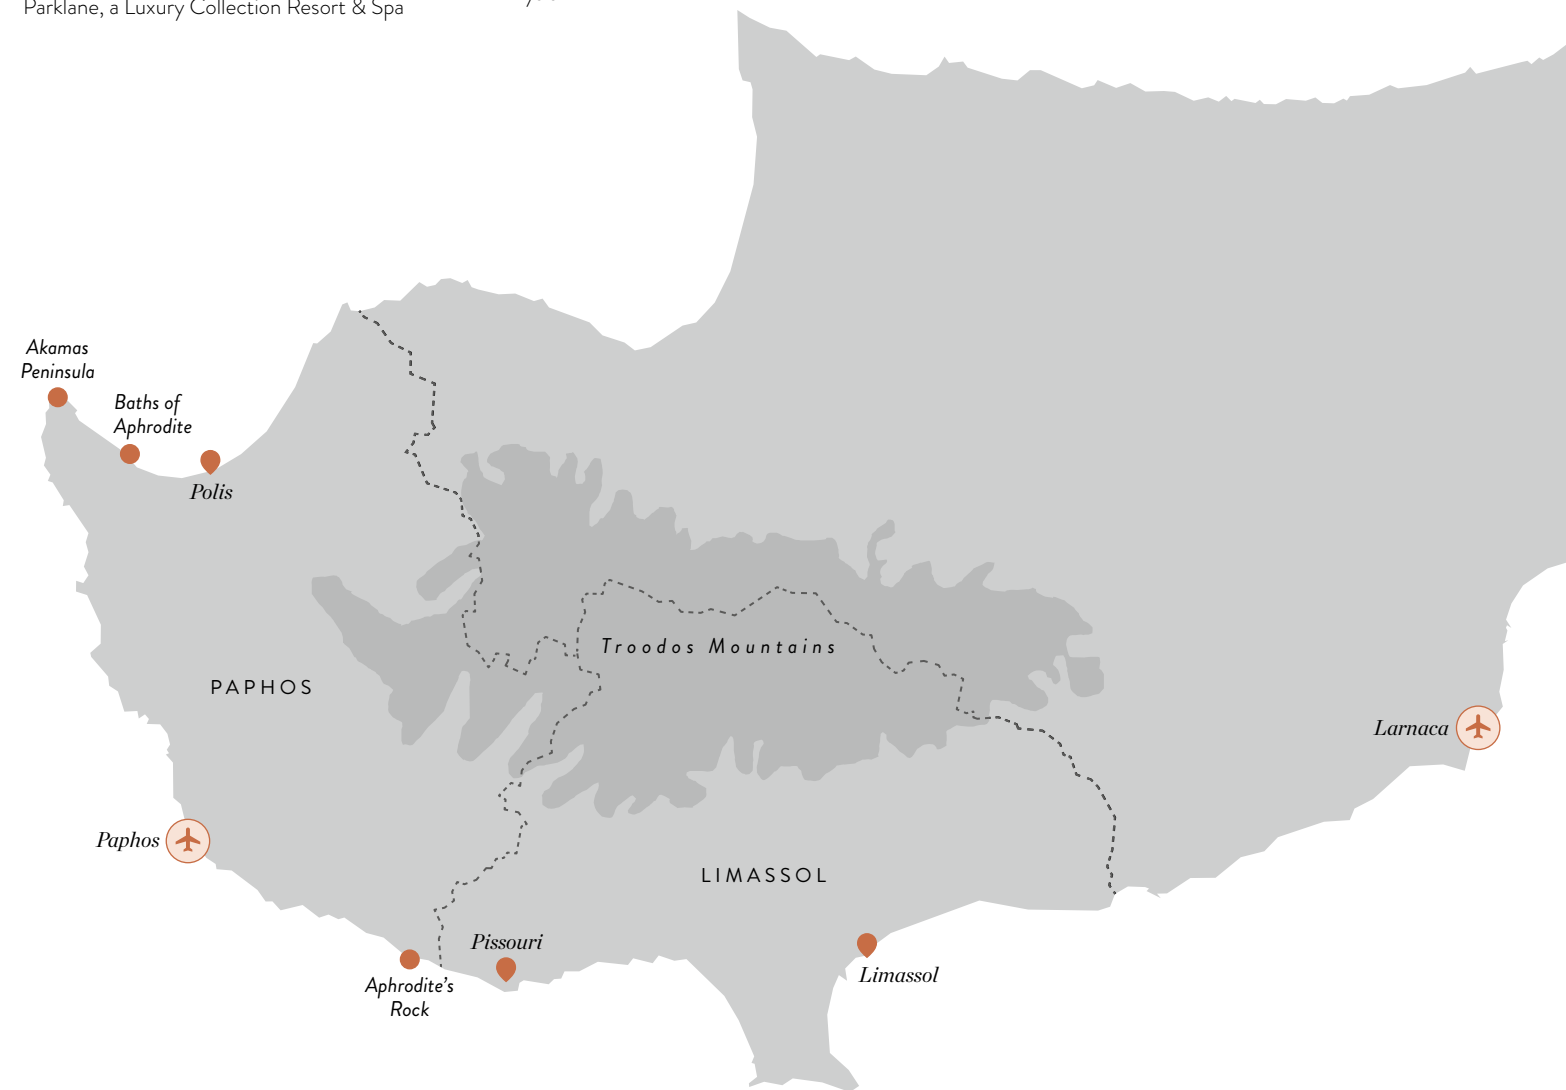 Parklane, a Luxury Collection Resort & Spa
Akamas
Peninsula
Baths of
Aphrodite
Polis
Troodos Mountains
PAPHOS
Larnaca
Paphos
LIMASSOL
Pissouri
Limassol
Aphrodite's
Rock